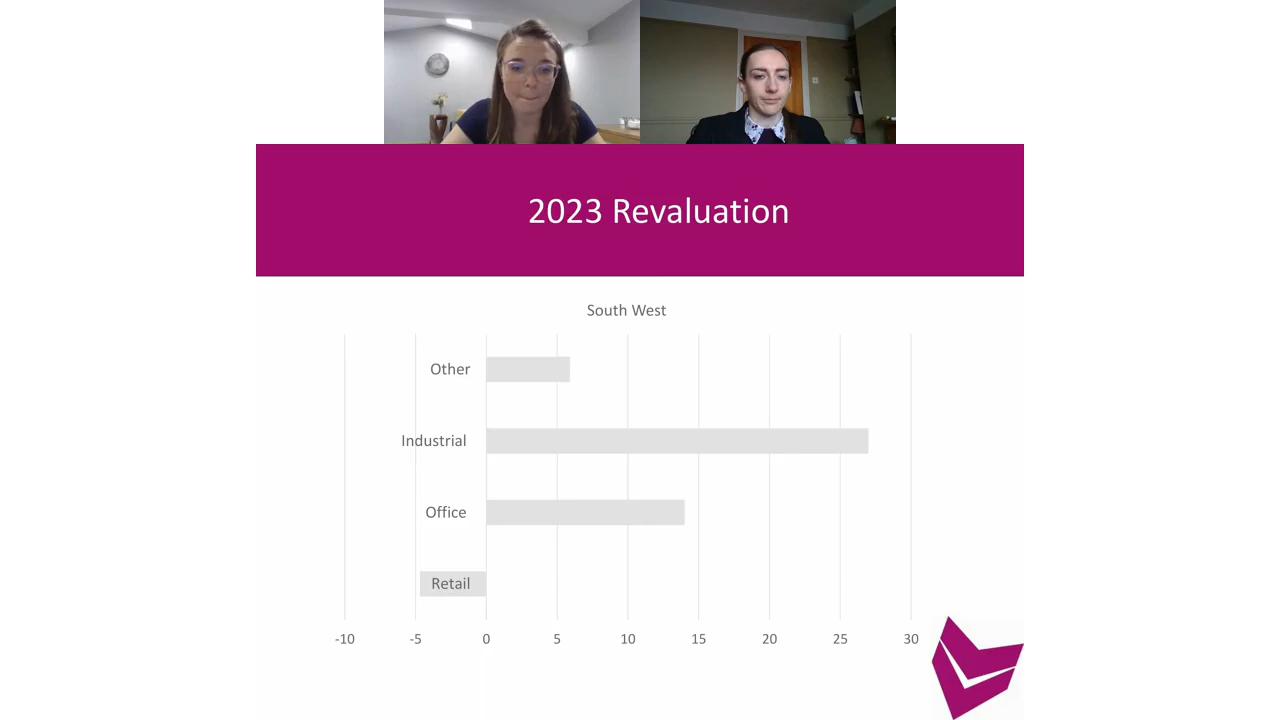 2023 Revaluation
South West
Other
Industrial
Office
Retail
-10 -5 0 5 10 15 20 25 30